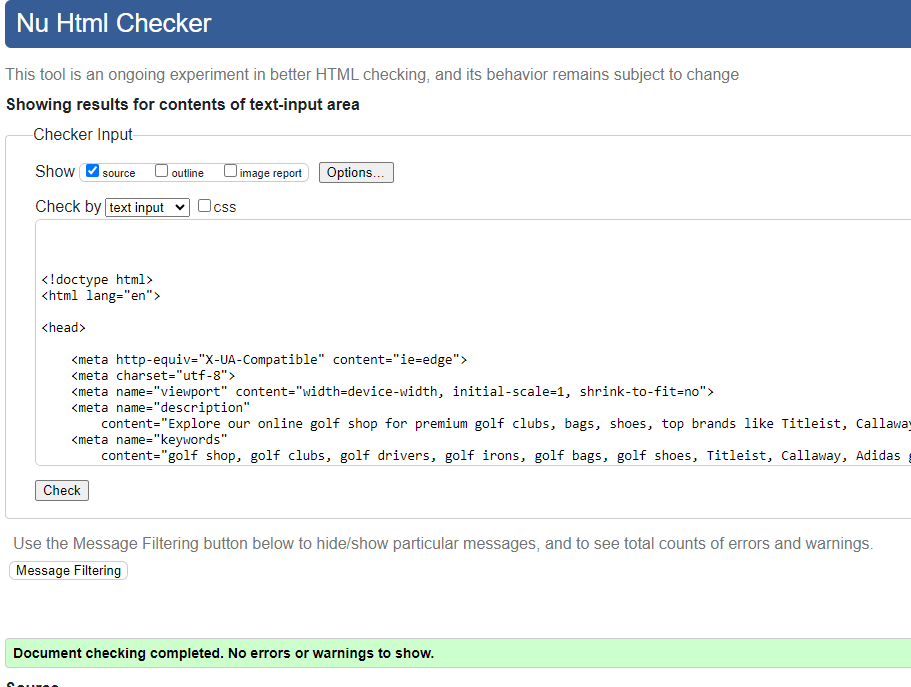 Nu Html Checker
This tool is an ongoing experiment in better HTML checking, and its behavior remains subject to change
Showing results for contents of text-input area
Checker Input
Show source outline image report Options...
Check by text input css
<!doctype html>
<html lang="en">
<head>
<meta http-equiv="X-UA-Compatible" content="ie=edge">
<meta charset="utf-8">
<meta name="viewport" content="width=device-width, initial-scale=1, shrink-to-fit=no">
<meta name="description"
content="Explore our online golf shop for premium golf clubs, bags, shoes, top brands like Titleist, Callaway
<meta name="keywords"
content="golf shop, golf clubs, golf drivers, golf irons, golf bags, golf shoes, Titleist, Callaway, Adidas
Check
Use the Message Filtering button below to hide/show particular messages, and to see total counts of errors and warnings.
Message Filtering
Document checking completed. No errors or warnings to show.
Source